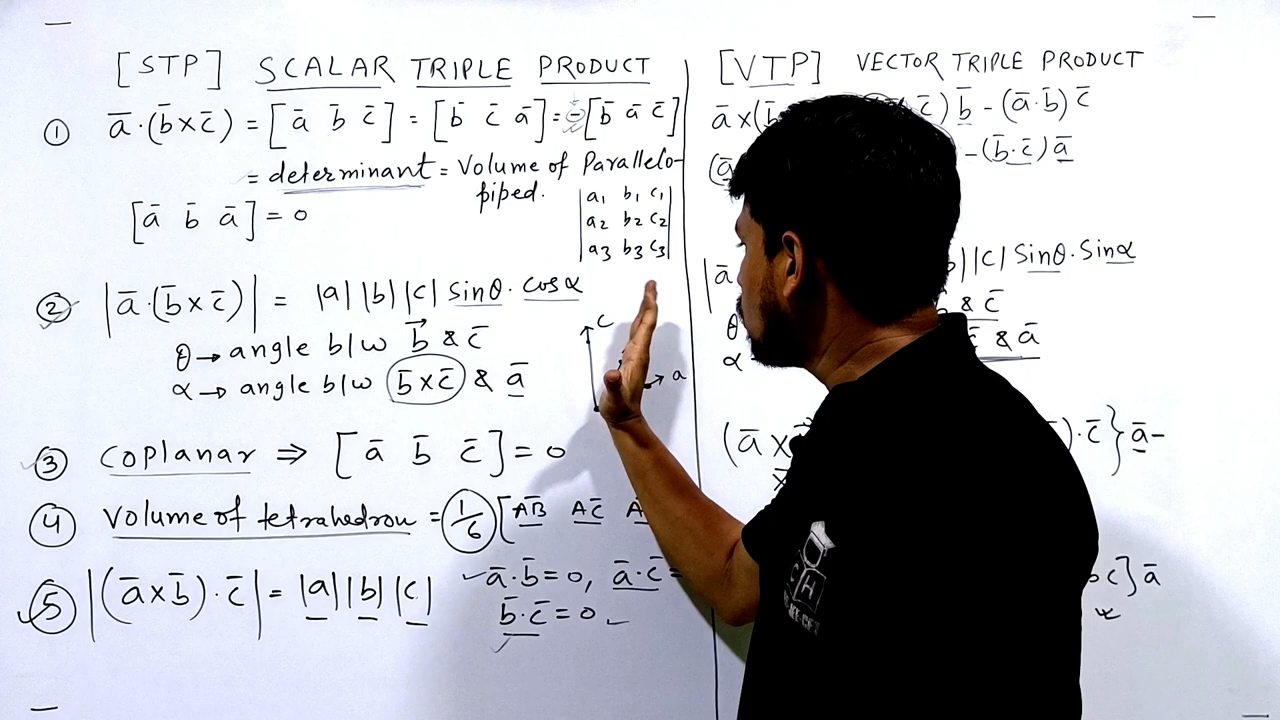 [STP] SCALAR TRIPLE PRODUCT
① ā·(b̄×c̄) = [ā b̄ c̄] = [b̄ c̄ ā] = -[b̄ ā c̄]
= determinant = Volume of Parallelo-
piped.
[ā b̄ ā] = 0
a1 b1 c1
a2 b2 c2
a3 b3 c3
② |ā·(b̄×c̄)| = |a| |b| |c| sinθ · cosα
θ → angle b/w b⃗ & c̄
α → angle b/w b̄×c̄ & ā
c
a
③ Coplanar ⇒ [ā b̄ c̄] = 0
④ Volume of tetrahedron = 1/6 [AB̄ AC̄
⑤ |(ā×b̄)·c̄| = |a| |b| |c| ā·b̄=0, ā·c̄=
b̄·c̄=0
[VTP] VECTOR TRIPLE PRODUCT
ā×(b̄ c̄) b̄ - (ā·b̄) c̄
(ā - (b̄·c̄) ā
|ā |c| Sinθ·Sinα
θ & c̄
α & ā
(ā × )·c̄} ā-
c} ā